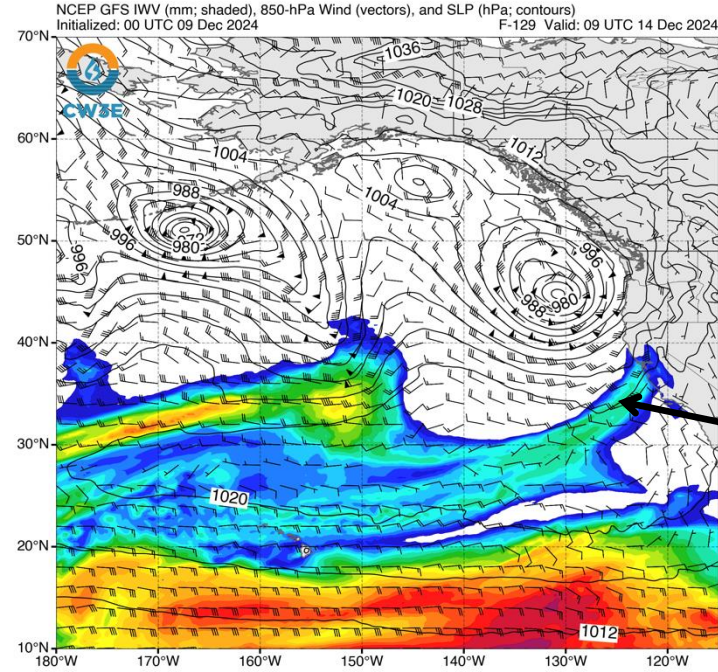 NCEP GFS IWV (mm; shaded), 850-hPa Wind (vectors), and SLP (hPa; contours)
Initialized: 00 UTC 09 Dec 2024
F-129 Valid: 09 UTC 14 Dec 2024
70°N
CW3E
1036
1020
1028
60°N
1012
1004
988
1004
50°N
996
980
996
996
988
980
40°N
30°N
1020
20°N
1012
10°N
180°W
170°W
160°W
150°W
140°W
130°W
120°W